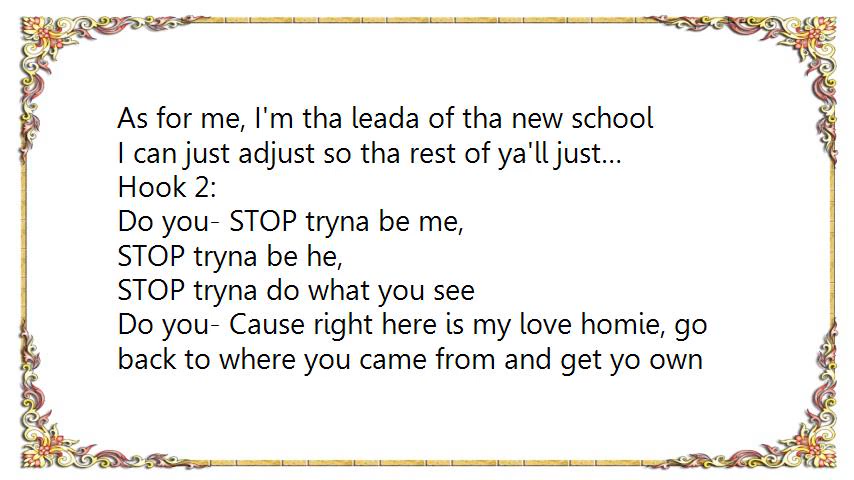 As for me, I'm tha leada of tha new school
I can just adjust so tha rest of ya'll just...
Hook 2:
Do you- STOP tryna be me,
STOP tryna be he,
STOP tryna do what you see
Do you- Cause right here is my love homie, go
back to where you came from and get yo own